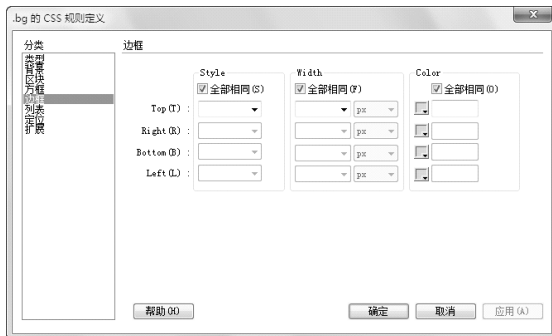 .bg 的 CSS 规则定义
分类
类型
背景
区块
方框
边框
列表
定位
扩展
边框
Style Width Color
全部相同(S) 全部相同(F) 全部相同(O)
Top(T) :
px
Right(R) :
px
Bottom(B) :
px
Left(L) :
px
帮助(H) 确定 取消 应用(A)